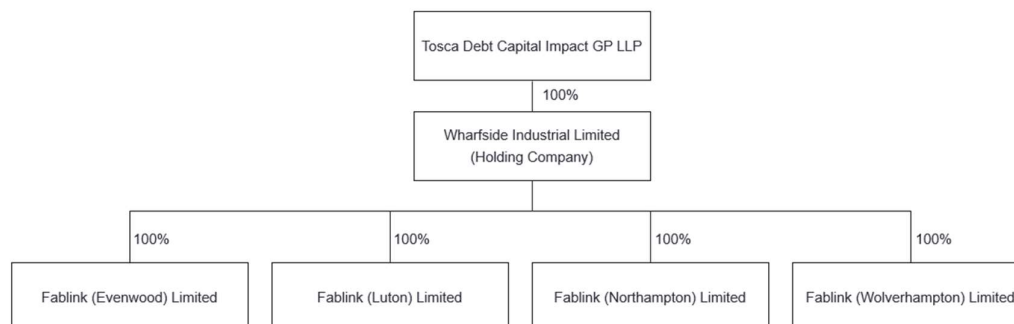 Tosca Debt Capital Impact GP LLP
100%
Wharfside Industrial Limited
(Holding Company)
100%
100%
100%
100%
Fablink (Evenwood) Limited
Fablink (Luton) Limited
Fablink (Northampton) Limited
Fablink (Wolverhampton) Limited